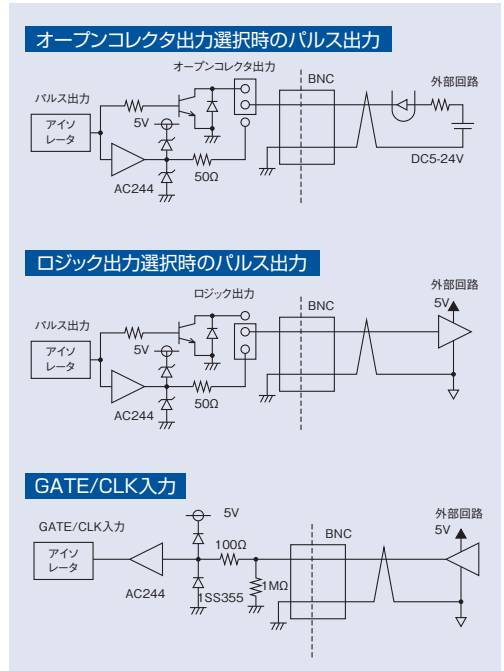 オープンコレクタ出力選択時のパルス出力
オープンコレクタ出力
BNC
外部回路
パルス出力
5V
アイソ
レータ
50Ω
DC5-24V
AC244
ロジック出力選択時のパルス出力
外部回路
ロジック出力
BNC
5V
パルス出力
5V
アイソ
レータ
50Ω
AC244
GATE/CLK入力
5V
外部回路
GATE/CLK入力
BNC
5V
100Ω
アイソ
レータ
AC244
1SS355
1MΩ